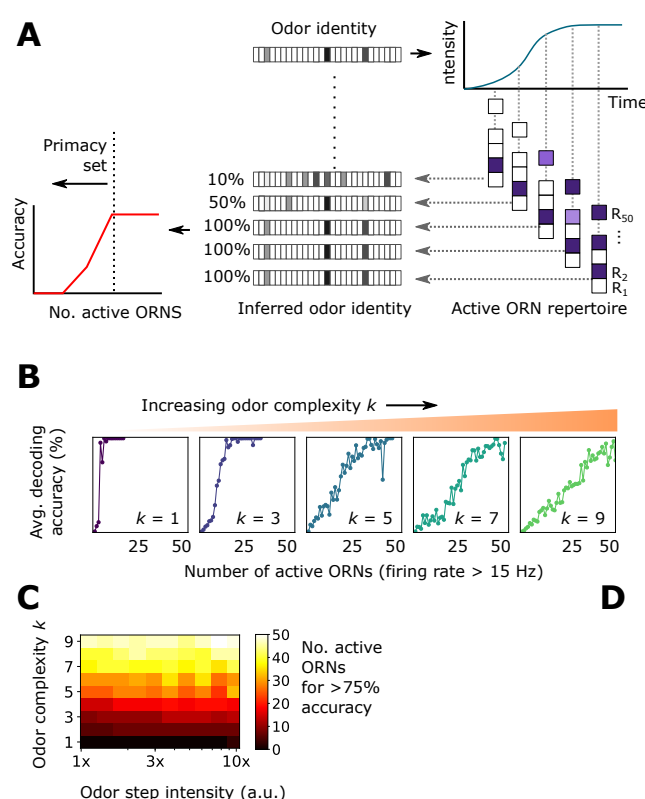 A
Odor identity
ntensity
Time
Primacy
set
Accuracy
No. active ORNS
10%
50%
100%
100%
100%
Inferred odor identity
R50
...
R2
R1
Active ORN repertoire
B
Increasing odor complexity k
Avg. decoding
accuracy (%)
k = 1
k = 3
k = 5
k = 7
k = 9
25 50
25 50
25 50
25 50
25 50
Number of active ORNs (firing rate > 15 Hz)
C
D
Odor complexity k
9
7
5
3
1
1x 3x 10x
Odor step intensity (a.u.)
50
40
30
20
10
0
No. active
ORNs
for >75%
accuracy